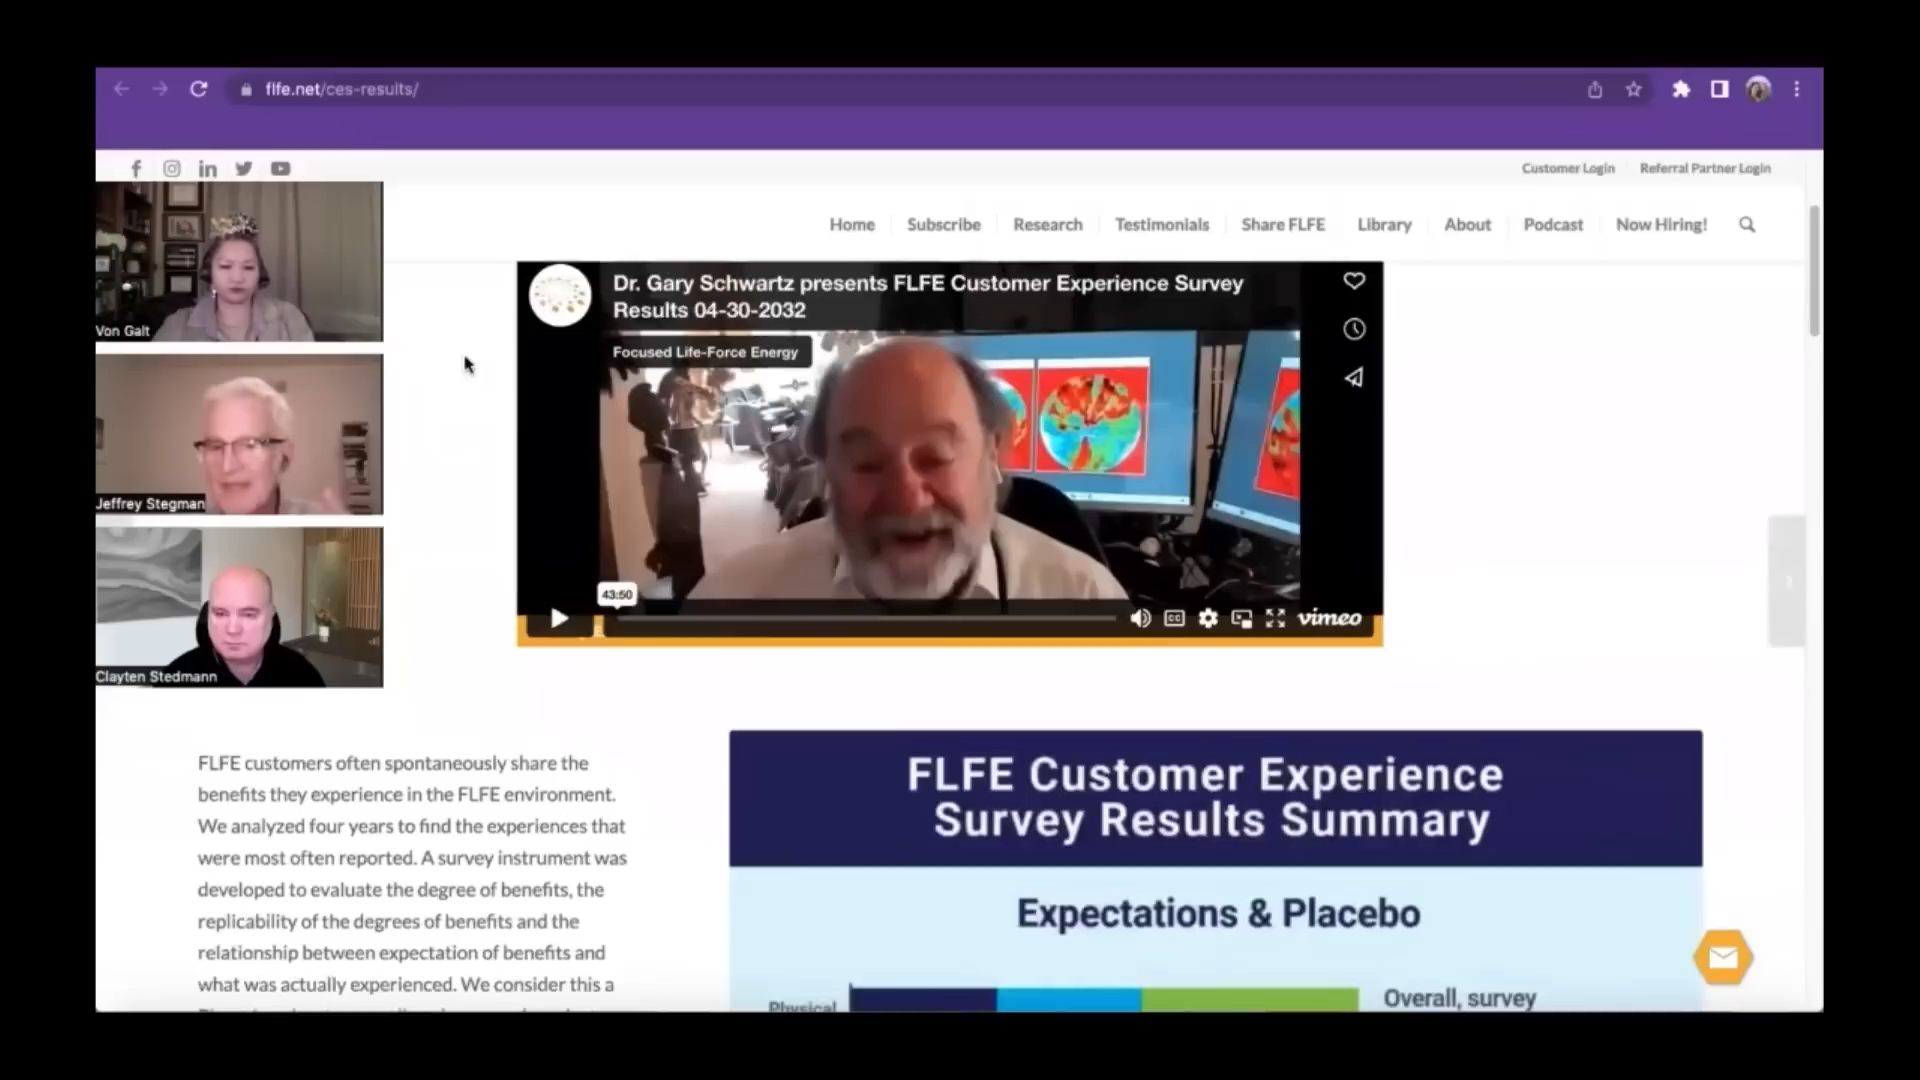 flfe.net/ces-results/
Customer Login
Referral Partner Login
Home
Subscribe
Research
Testimonials
Share FLFE
Library
About
Podcast
Now Hiring!
Von Galt
Jeffrey Stegman
Clayten Stedmann
Dr. Gary Schwartz presents FLFE Customer Experience Survey
Results 04-30-2032
Focused Life-Force Energy
43:50
CC
vimeo
FLFE customers often spontaneously share the
benefits they experience in the FLFE environment.
We analyzed four years to find the experiences that
were most often reported. A survey instrument was
developed to evaluate the degree of benefits, the
replicability of the degrees of benefits and the
relationship between expectation of benefits and
what was actually experienced. We consider this a
FLFE Customer Experience
Survey Results Summary
Expectations & Placebo
Physical
Overall, survey